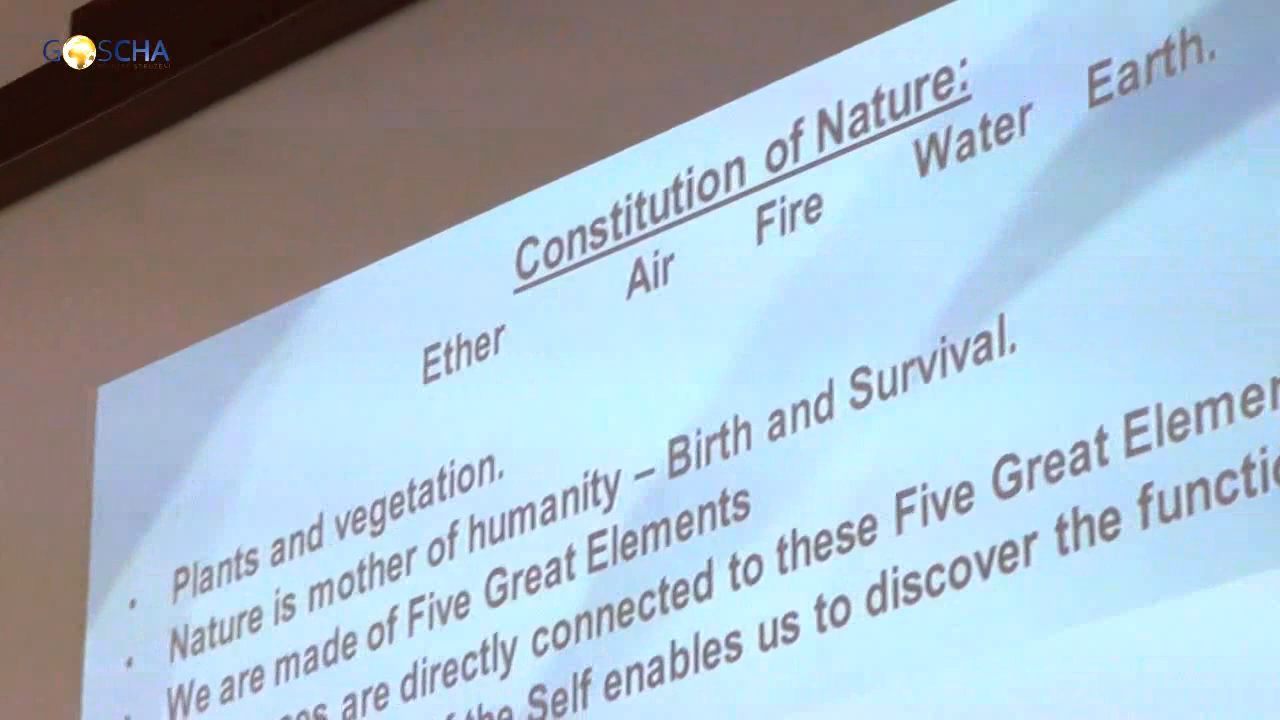 GOSCHA
Constitution of Nature:
Ether Air Fire Water Earth.
• Plants and vegetation.
• Nature is mother of humanity – Birth and Survival.
• We are made of Five Great Elements
are directly connected to these Five Great
the Self enables us to discover the